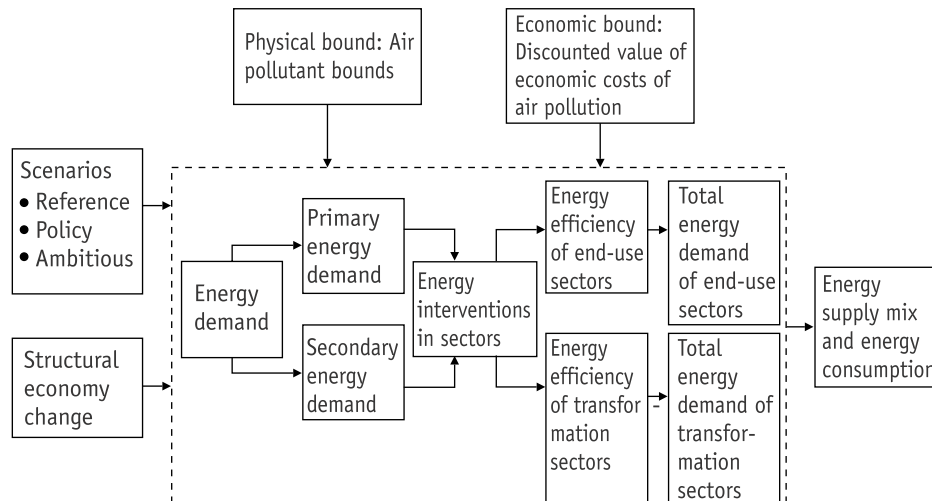 Physical bound: Air
pollutant bounds
Economic bound:
Discounted value of
economic costs of
air pollution
Scenarios
• Reference
• Policy
• Ambitious
Structural
economy
change
Energy
demand
Primary
energy
demand
Secondary
energy
demand
Energy
interventions
in sectors
Energy
efficiency
of end-use
sectors
Total
energy
demand
of end-use
sectors
Energy
efficiency
of transfor
mation
sectors
-
Total
energy
demand of
transfor-
mation
sectors
Energy
supply mix
and energy
consumption